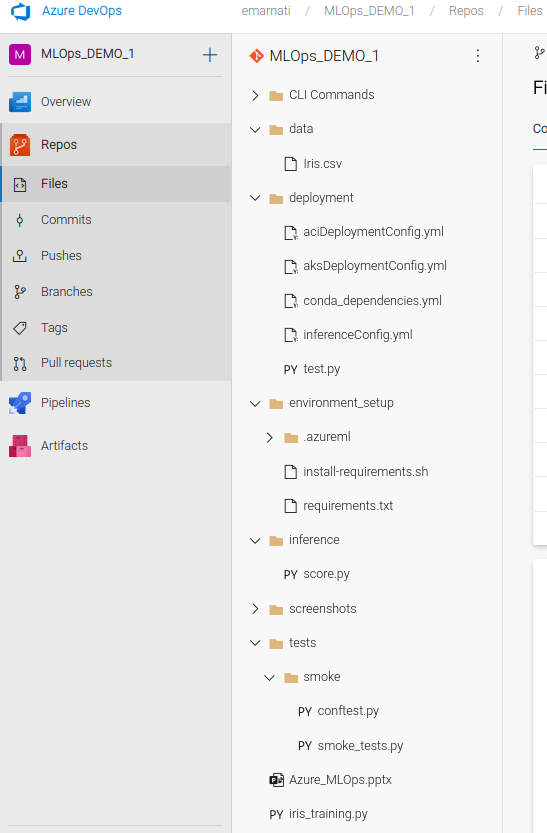 Azure DevOps
emarnati / MLOps_DEMO_1 / Repos / Files
M MLOps_DEMO_1 +
Overview
Repos
Files
Commits
Pushes
Branches
Tags
Pull requests
Pipelines
Artifacts
MLOps_DEMO_1
CLI Commands
data
Iris.csv
deployment
aciDeploymentConfig.yml
aksDeploymentConfig.yml
conda_dependencies.yml
inferenceConfig.yml
PY test.py
environment_setup
.azureml
install-requirements.sh
requirements.txt
inference
PY score.py
screenshots
tests
smoke
PY conftest.py
PY smoke_tests.py
Azure_MLOps.pptx
PY iris_training.py
Fi
Co